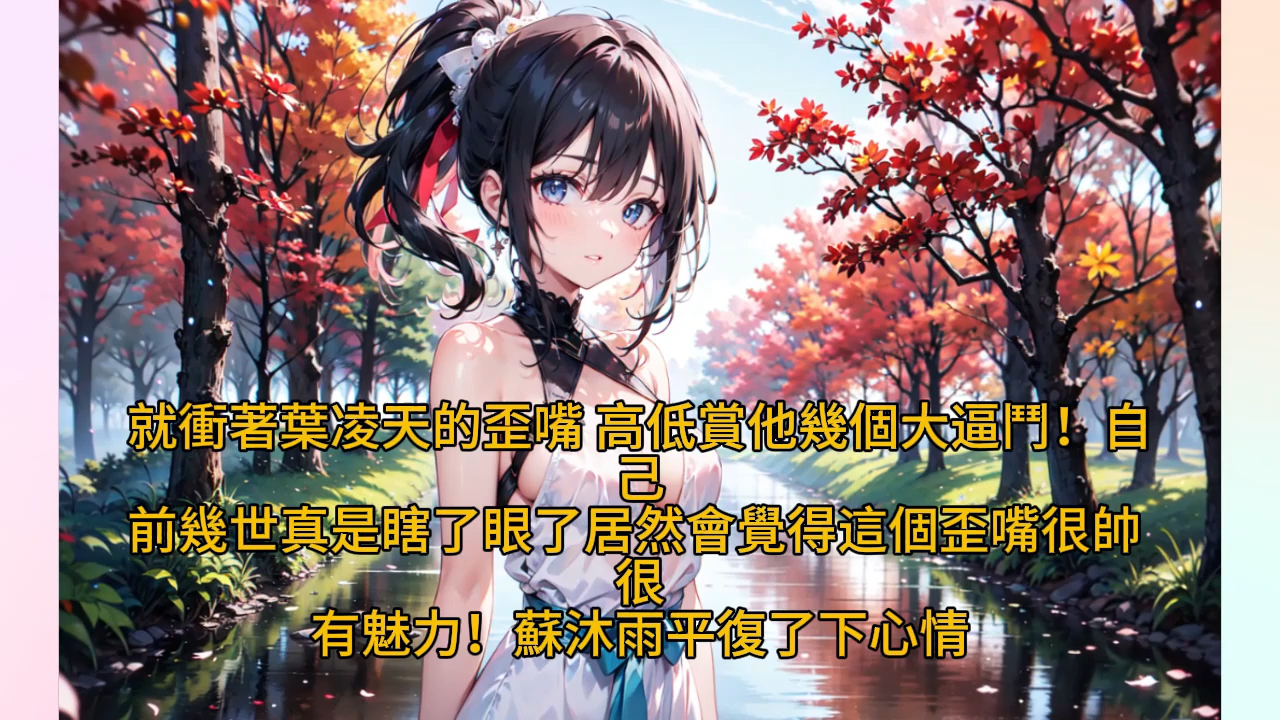 就衝著葉凌天的歪嘴 高低賞他幾個大逼鬥！自
己
前幾世真是瞎了眼了居然會覺得這個歪嘴很帥
很
有魅力！蘇沐雨平復了下心情